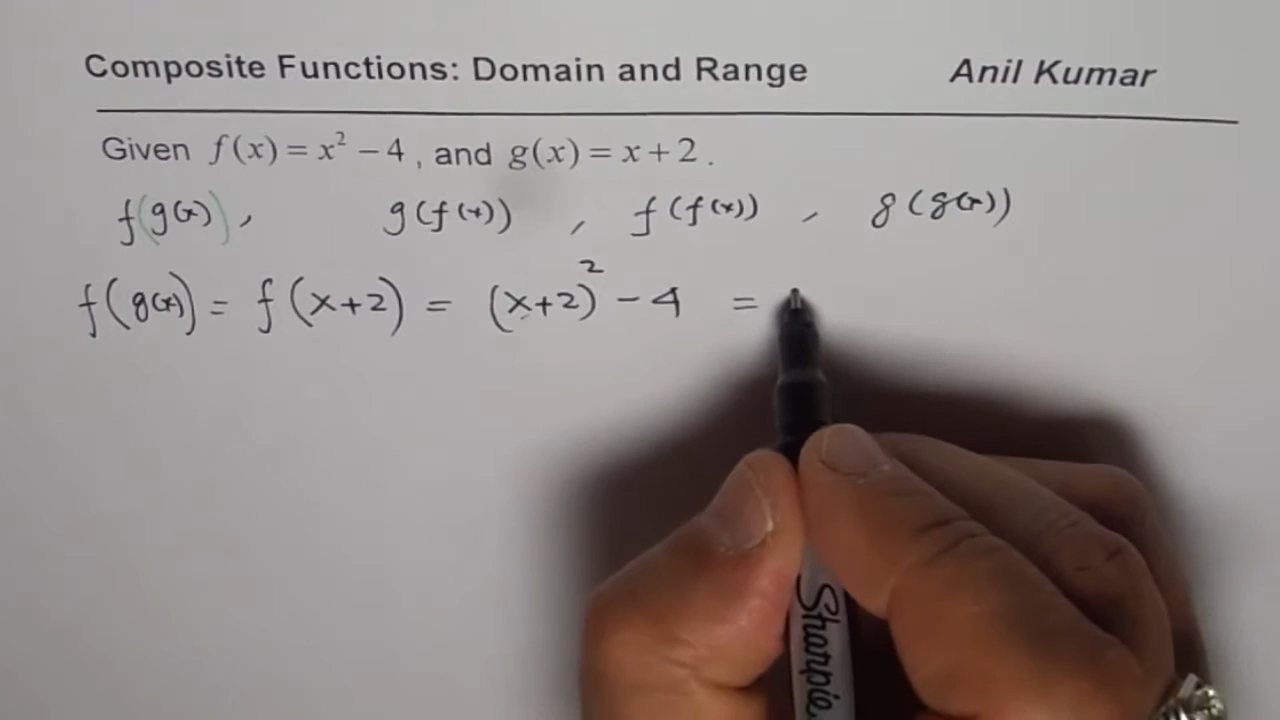 Composite Functions: Domain and Range Anil Kumar
Given f(x) = x² − 4, and g(x) = x + 2.
f(g(x)), g(f(x)), f(f(x)), g(g(x))
f(g(x)) = f(x+2) = (x+2)² − 4 =
Sharpie